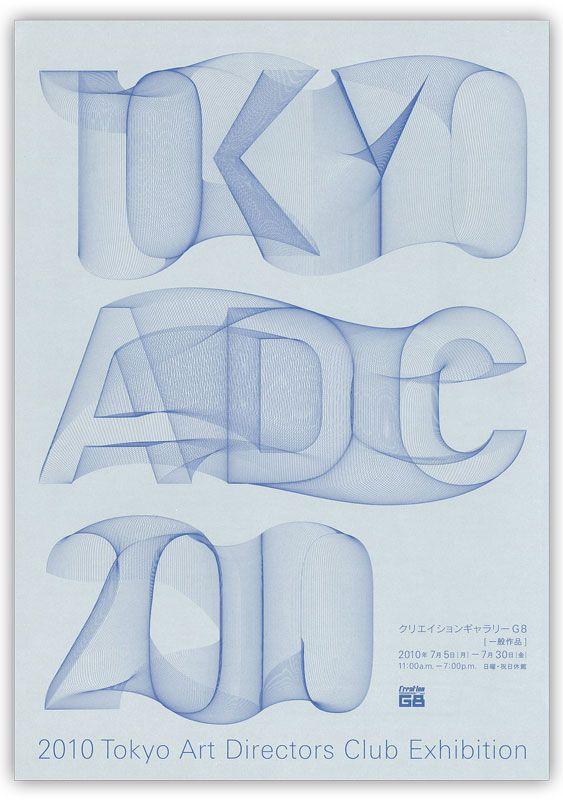 TOKYO
ADC
2010
クリエイションギャラリーG8
[一般作品]
2010年7月5日[月]－7月30日[金]
11:00a.m.－7:00p.m. 日曜・祝日休館
Creation
G8
2010 Tokyo Art Directors Club Exhibition